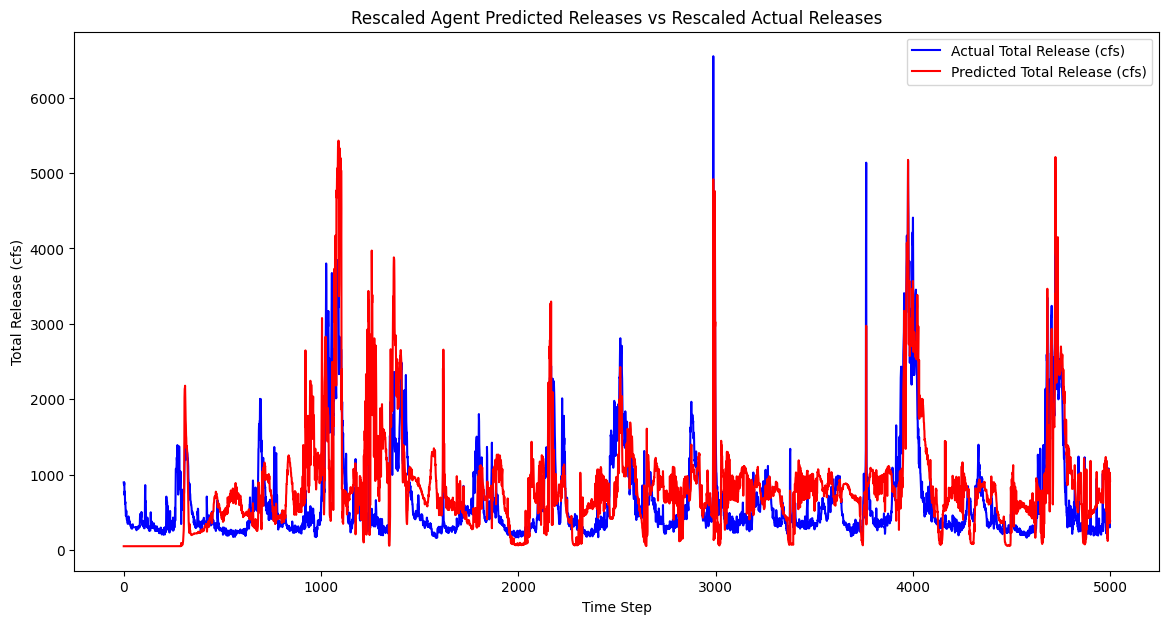 Rescaled Agent Predicted Releases vs Rescaled Actual Releases
Actual Total Release (cfs)
Predicted Total Release (cfs)
Total Release (cfs)
6000
5000
4000
3000
2000
1000
0
0 1000 2000 3000 4000 5000
Time Step